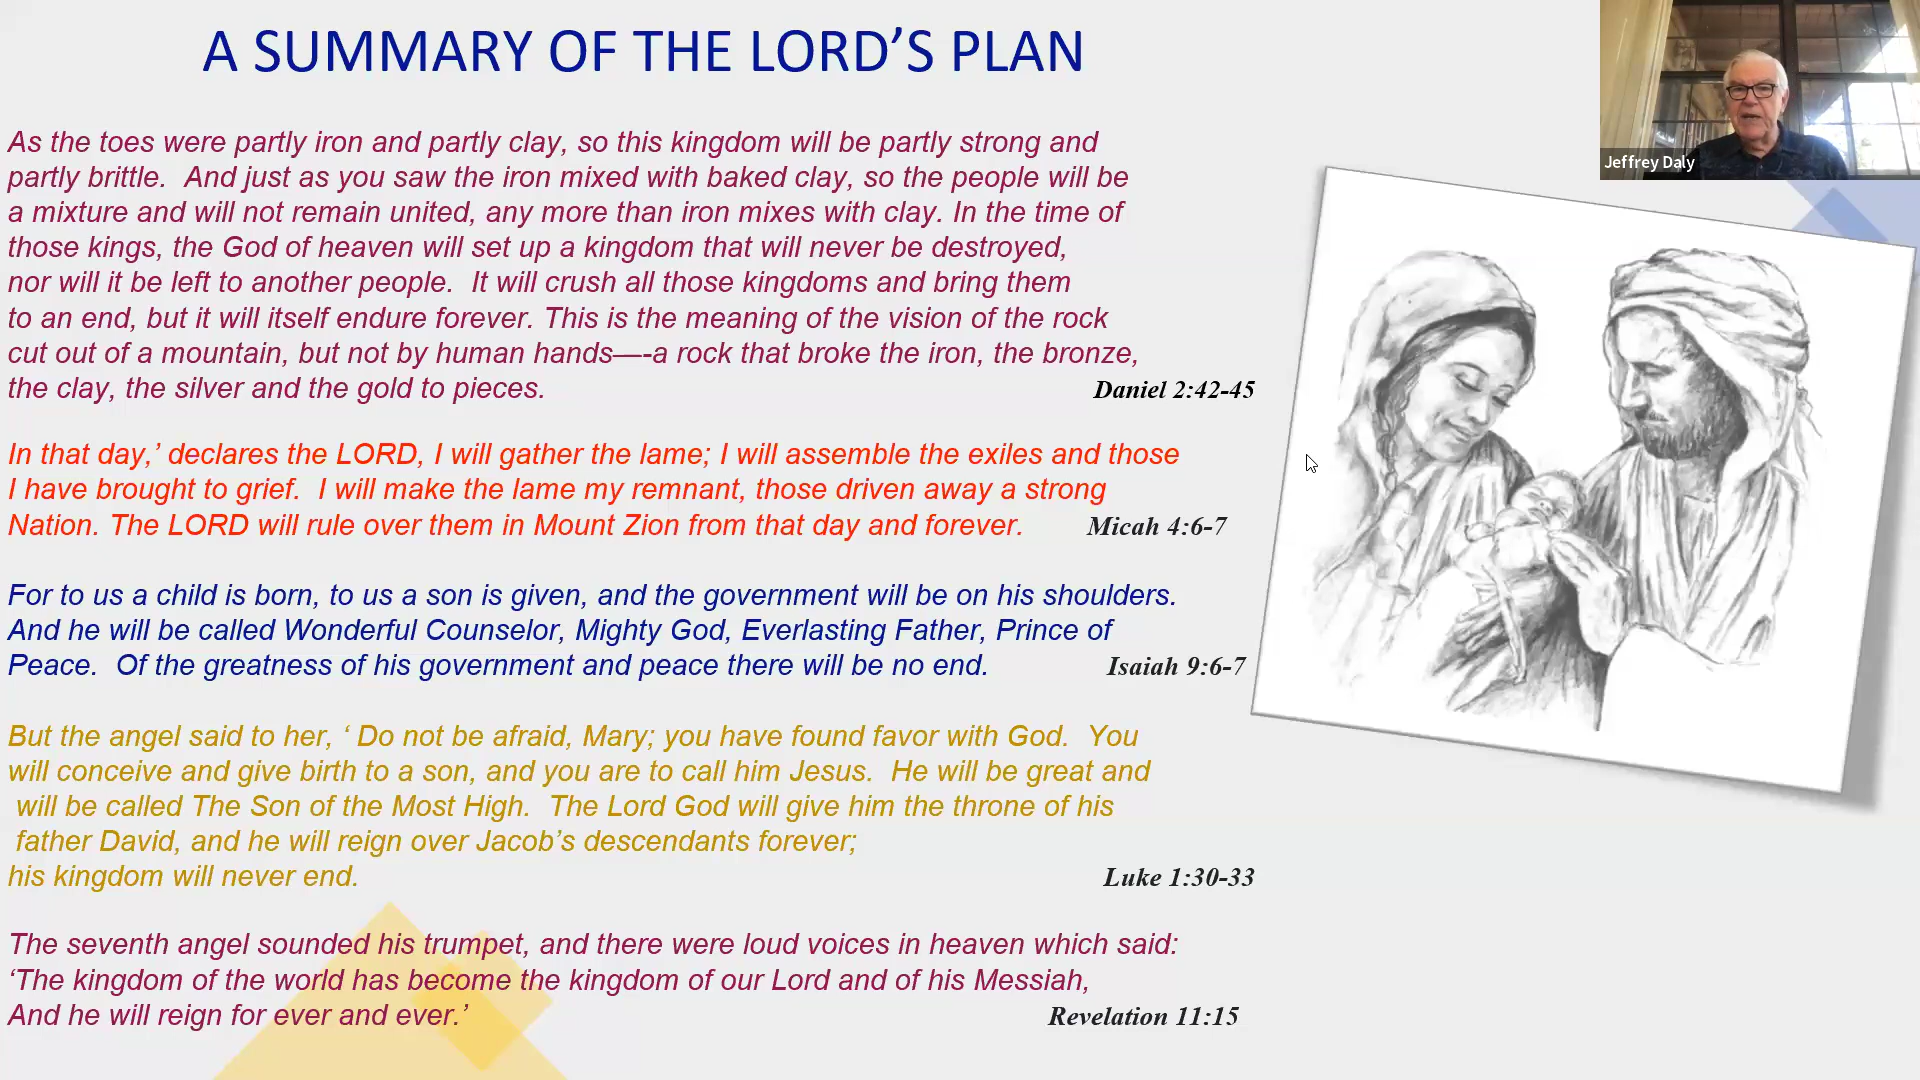 A SUMMARY OF THE LORD’S PLAN
Jeffrey Daly
As the toes were partly iron and partly clay, so this kingdom will be partly strong and
partly brittle.  And just as you saw the iron mixed with baked clay, so the people will be
a mixture and will not remain united, any more than iron mixes with clay. In the time of
those kings, the God of heaven will set up a kingdom that will never be destroyed,
nor will it be left to another people.  It will crush all those kingdoms and bring them
to an end, but it will itself endure forever. This is the meaning of the vision of the rock
cut out of a mountain, but not by human hands—-a rock that broke the iron, the bronze,
the clay, the silver and the gold to pieces. Daniel 2:42-45
In that day,’ declares the LORD, I will gather the lame; I will assemble the exiles and those
I have brought to grief.  I will make the lame my remnant, those driven away a strong
Nation. The LORD will rule over them in Mount Zion from that day and forever. Micah 4:6-7
For to us a child is born, to us a son is given, and the government will be on his shoulders.
And he will be called Wonderful Counselor, Mighty God, Everlasting Father, Prince of
Peace.  Of the greatness of his government and peace there will be no end. Isaiah 9:6-7
But the angel said to her, ‘ Do not be afraid, Mary; you have found favor with God.  You
will conceive and give birth to a son, and you are to call him Jesus.  He will be great and
will be called The Son of the Most High.  The Lord God will give him the throne of his
father David, and he will reign over Jacob’s descendants forever;
his kingdom will never end. Luke 1:30-33
The seventh angel sounded his trumpet, and there were loud voices in heaven which said:
‘The kingdom of the world has become the kingdom of our Lord and of his Messiah,
And he will reign for ever and ever.’ Revelation 11:15